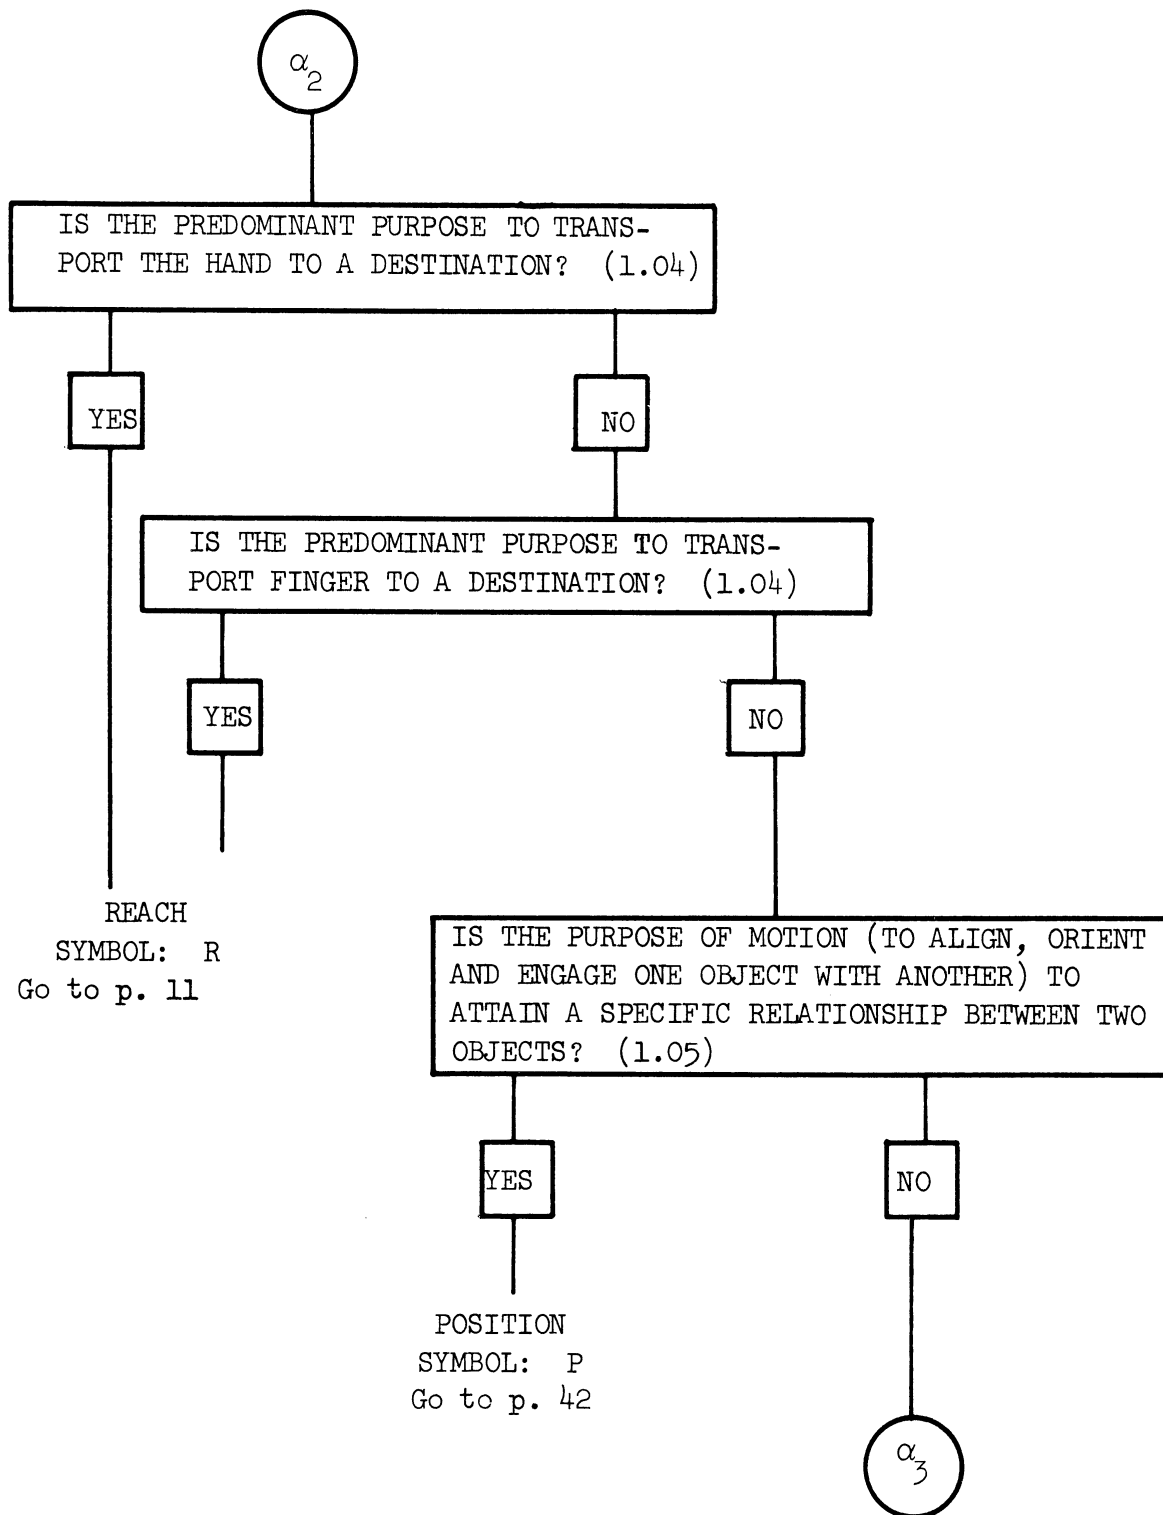 α2
IS THE PREDOMINANT PURPOSE TO TRANS-
PORT THE HAND TO A DESTINATION? (1.04)
YES
NO
IS THE PREDOMINANT PURPOSE TO TRANS-
PORT FINGER TO A DESTINATION? (1.04)
YES
NO
REACH
SYMBOL: R
Go to p. 11
IS THE PURPOSE OF MOTION (TO ALIGN, ORIENT
AND ENGAGE ONE OBJECT WITH ANOTHER) TO
ATTAIN A SPECIFIC RELATIONSHIP BETWEEN TWO
OBJECTS? (1.05)
YES
NO
POSITION
SYMBOL: P
Go to p. 42
α3